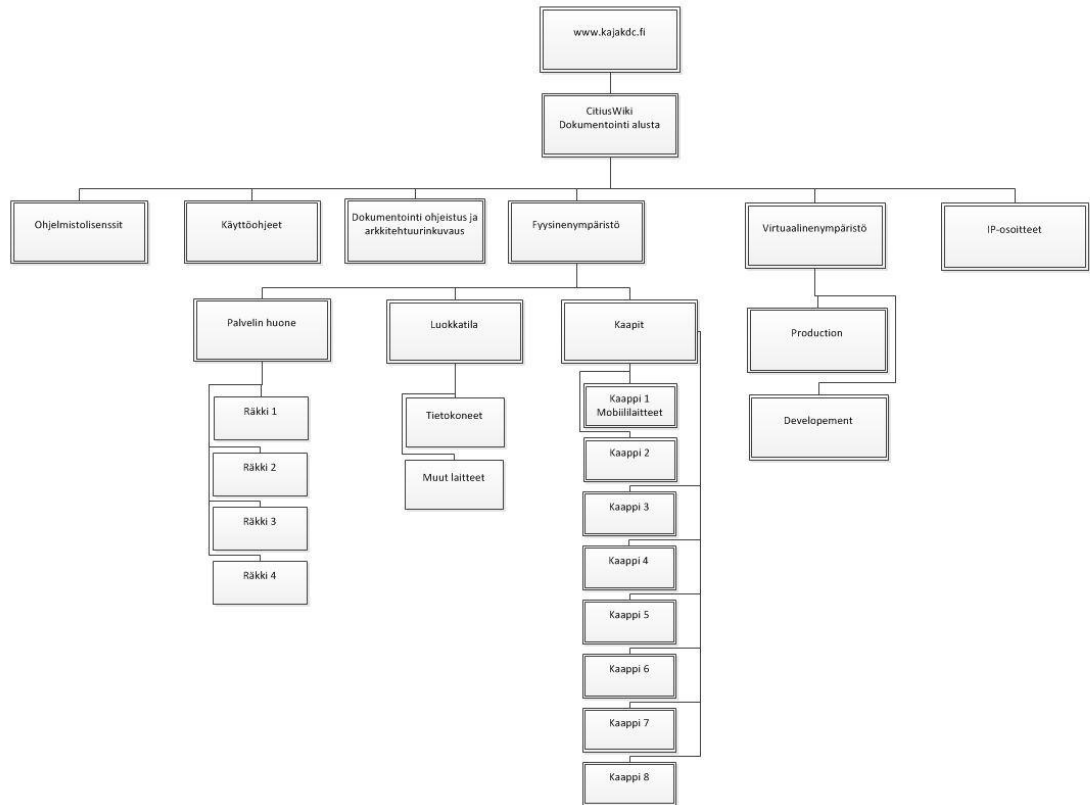 www.kajakdc.fi
CitiusWiki
Dokumentointi alusta
Ohjelmistolisenssit
Käyttöohjeet
Dokumentointi ohjeistus ja
arkkitehtuurinkuvaus
Fyysinenympäristö
Virtuaalinenympäristö
IP-osoitteet
Palvelin huone
Luokkatila
Kaapit
Production
Developement
Räkki 1
Räkki 2
Räkki 3
Räkki 4
Tietokoneet
Muut laitteet
Kaappi 1
Mobiililaitteet
Kaappi 2
Kaappi 3
Kaappi 4
Kaappi 5
Kaappi 6
Kaappi 7
Kaappi 8